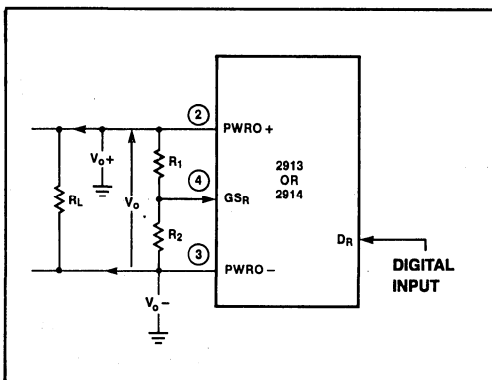 ② PWRO +
Vo+
R1
2913
OR
2914
④ GSR
RL
Vo
R2
DR
DIGITAL
INPUT
③ PWRO −
Vo−